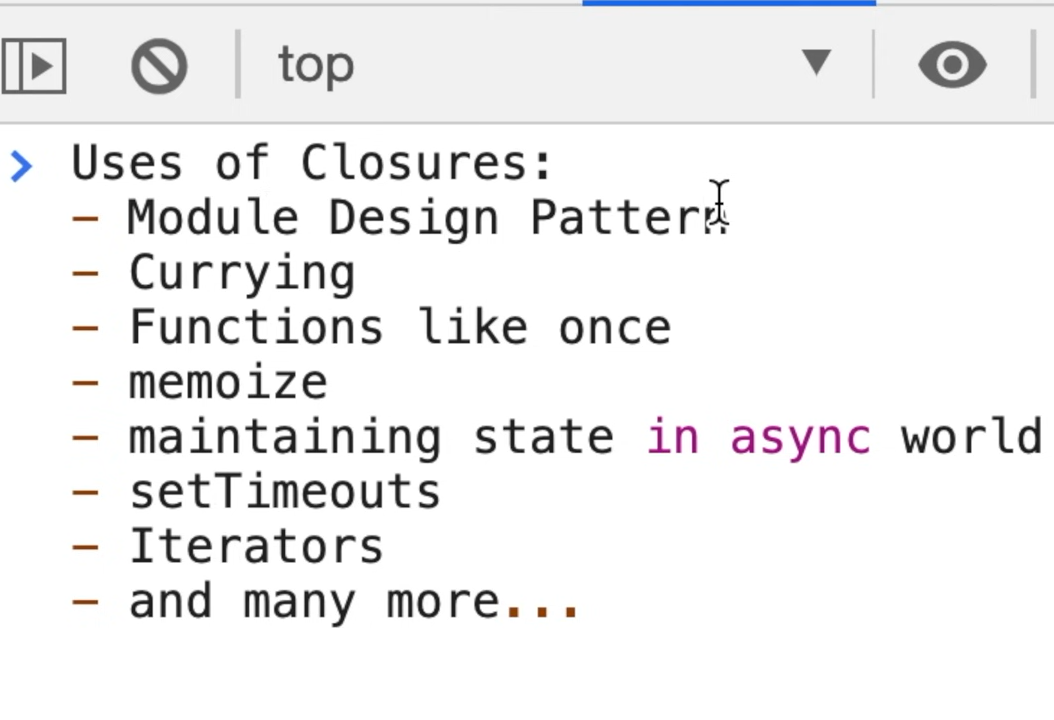 top
Uses of Closures:
- Module Design Pattern
- Currying
- Functions like once
- memoize
- maintaining state in async world
- setTimeouts
- Iterators
- and many more...